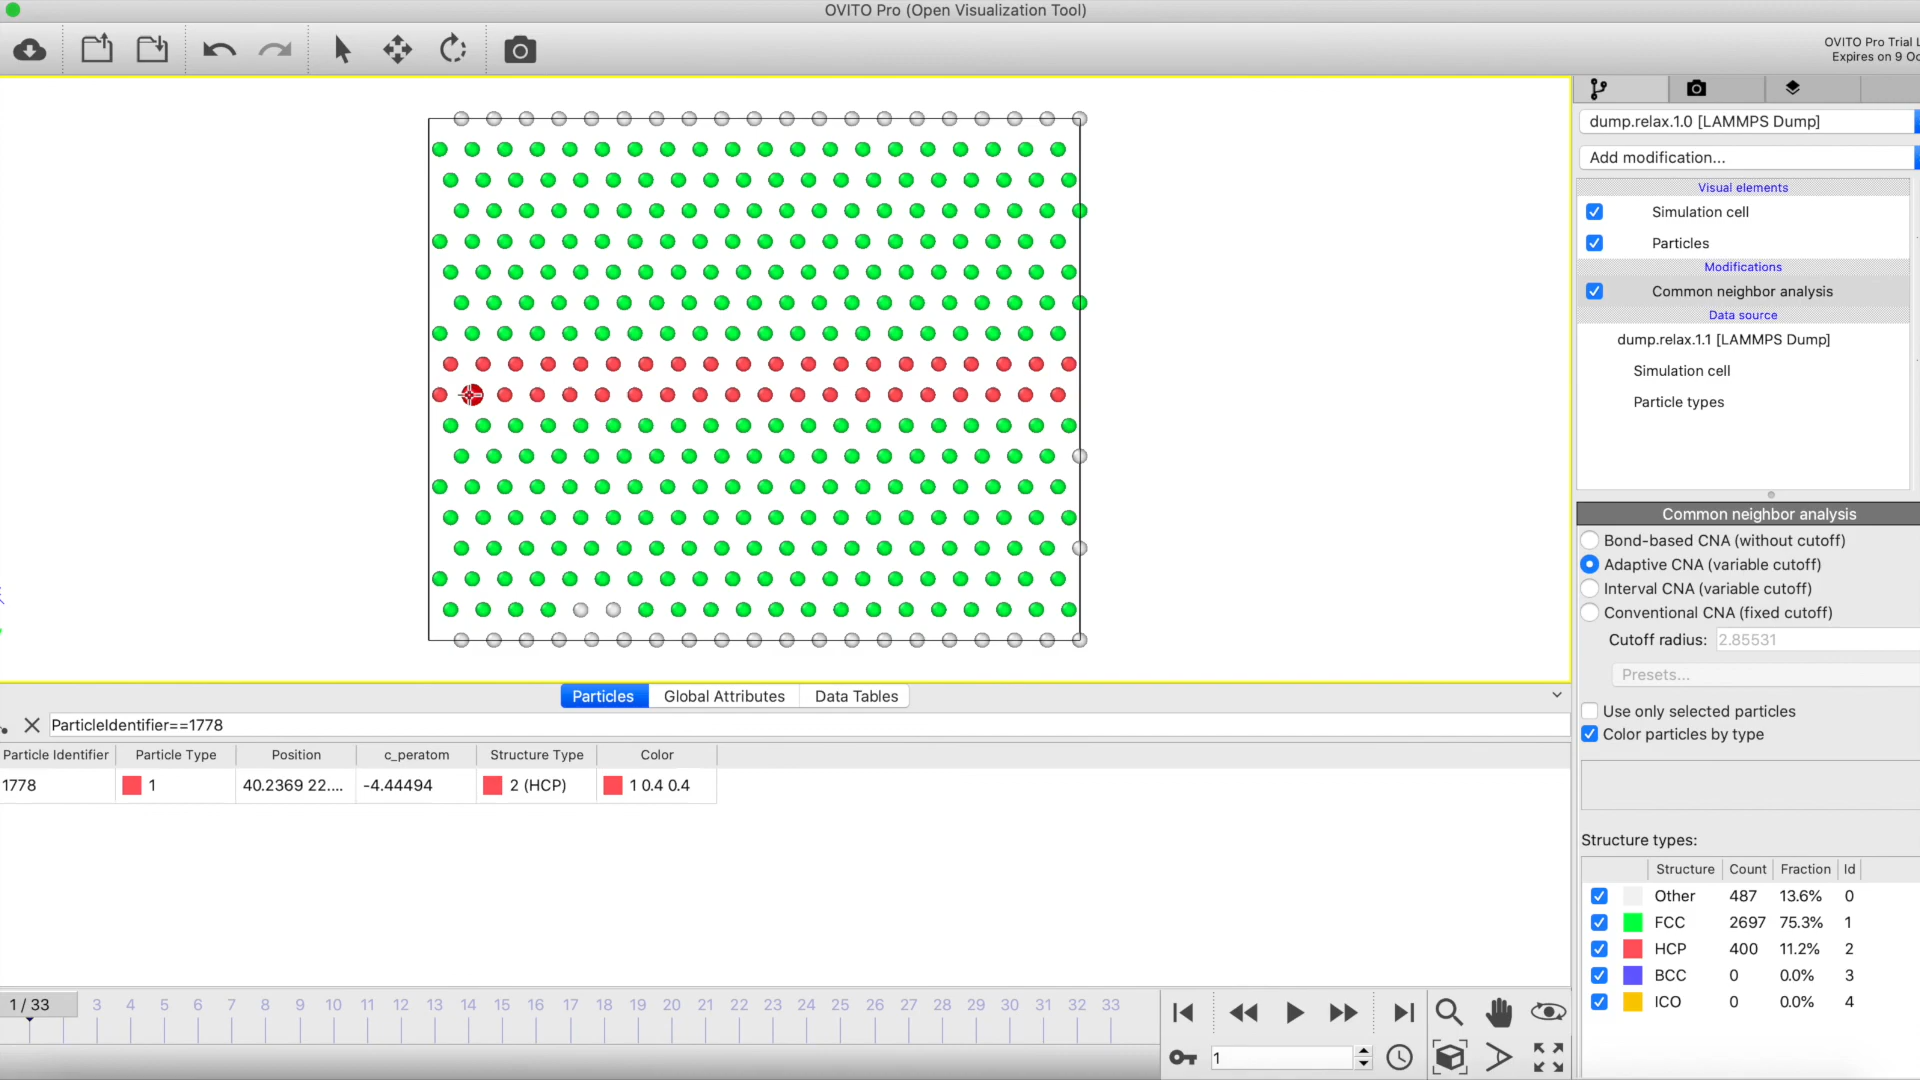 OVITO Pro (Open Visualization Tool)
OVITO Pro Trial L
Expires on 9 Oc
dump.relax.1.0 [LAMMPS Dump]
Add modification...
Visual elements
Simulation cell
Particles
Modifications
Common neighbor analysis
Data source
dump.relax.1.1 [LAMMPS Dump]
Simulation cell
Particle types
Common neighbor analysis
Bond-based CNA (without cutoff)
Adaptive CNA (variable cutoff)
Interval CNA (variable cutoff)
Conventional CNA (fixed cutoff)
Cutoff radius: 2.85531
Presets...
Use only selected particles
Color particles by type
Structure types:
Structure Count Fraction Id
Other 487 13.6% 0
FCC 2697 75.3% 1
HCP 400 11.2% 2
BCC 0 0.0% 3
ICO 0 0.0% 4
Particles Global Attributes Data Tables
ParticleIdentifier==1778
Particle Identifier Particle Type Position c_peratom Structure Type Color
1778 1 40.2369 22.... -4.44494 2 (HCP) 1 0.4 0.4
1 / 33 3 4 5 6 7 8 9 10 11 12 13 14 15 16 17 18 19 20 21 22 23 24 25 26 27 28 29 30 31 32 33
1